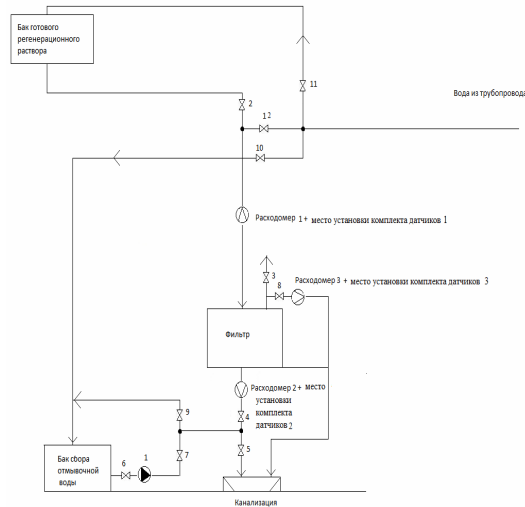 Бак готового
регенерационного
раствора
11
Вода из трубопровода
2
12
10
Расходомер 1 + место установки комплекта датчиков 1
3
Расходомер 3 + место установки комплекта датчиков 3
8
Фильтр
Расходомер 2 + место
установки
комплекта
датчиков 2
9
4
Бак сбора
отмывочной
воды
6
1
7
5
Канализация